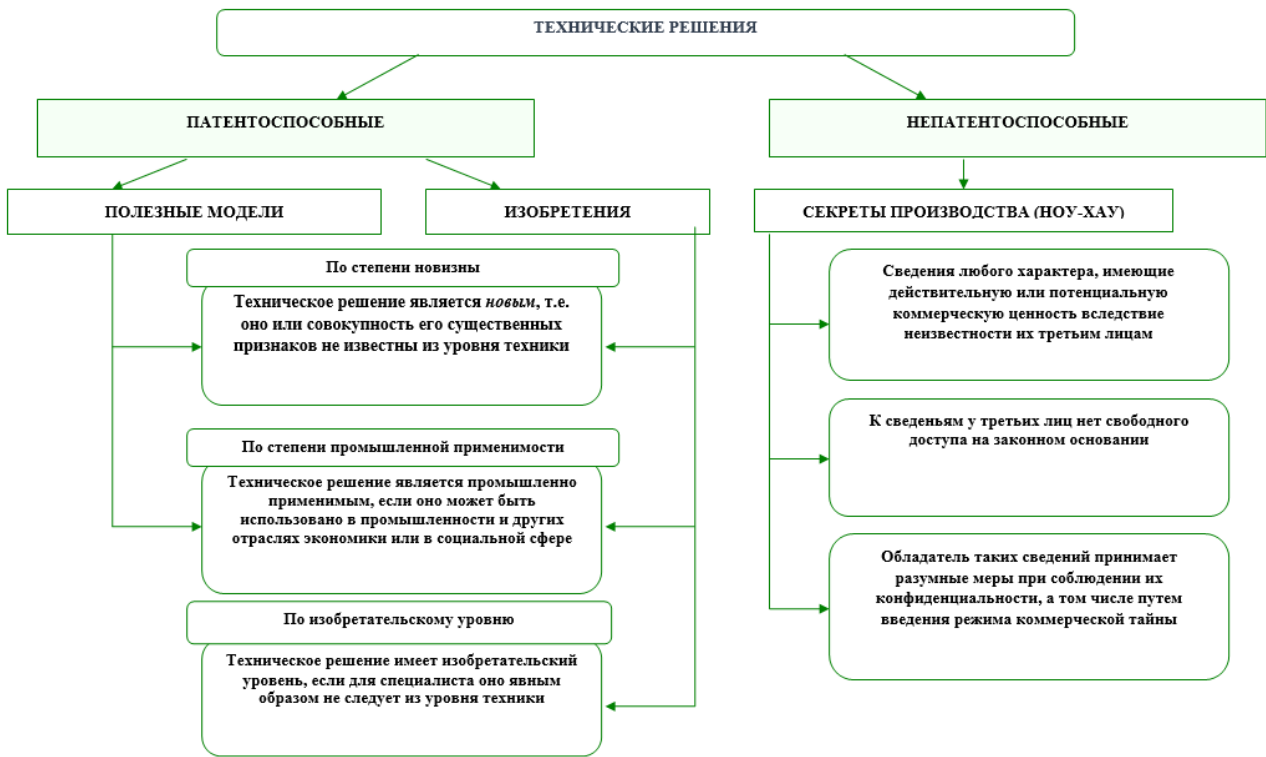 ТЕХНИЧЕСКИЕ РЕШЕНИЯ
ПАТЕНТОСПОСОБНЫЕ
НЕПАТЕНТОСПОСОБНЫЕ
ПОЛЕЗНЫЕ МОДЕЛИ
ИЗОБРЕТЕНИЯ
СЕКРЕТЫ ПРОИЗВОДСТВА (НОУ-ХАУ)
По степени новизны
Техническое решение является новым, т.е.
оно или совокупность его существенных
признаков не известны из уровня техники
По степени промышленной применимости
Техническое решение является промышленно
применимым, если оно может быть
использовано в промышленности и других
отраслях экономики или в социальной сфере
По изобретательскому уровню
Техническое решение имеет изобретательский
уровень, если для специалиста оно явным
образом не следует из уровня техники
Сведения любого характера, имеющие
действительную или потенциальную
коммерческую ценность вследствие
неизвестности их третьим лицам
К сведеньям у третьих лиц нет свободного
доступа на законном основании
Обладатель таких сведений принимает
разумные меры при соблюдении их
конфиденциальности, а том числе путем
введения режима коммерческой тайны